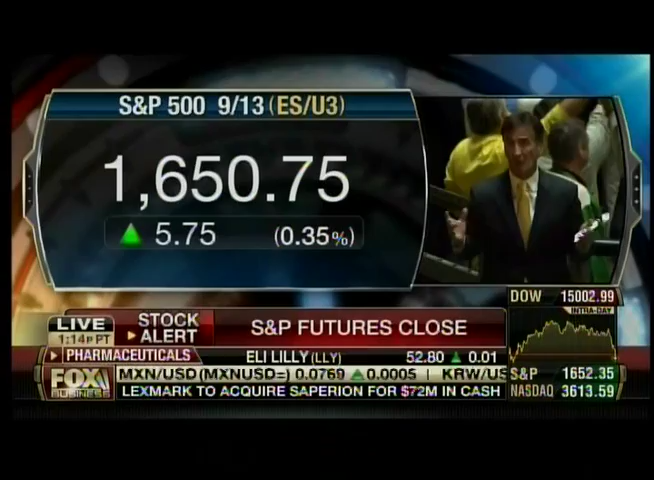 S&P 500 9/13 (ES/U3)
1,650.75
▲ 5.75 (0.35%)
DOW 15002.99
INTRA-DAY
LIVE
1:14P PT
STOCK ALERT
S&P FUTURES CLOSE
PHARMACEUTICALS
ELI LILLY (LLY) 52.80 ▲ 0.01
FOX BUSINESS
MXN/USD (MXNUSD=) 0.0769 ▲ 0.0005 | KRW/US
S&P 1652.35
LEXMARK TO ACQUIRE SAPERION FOR $72M IN CASH
NASDAQ 3613.59